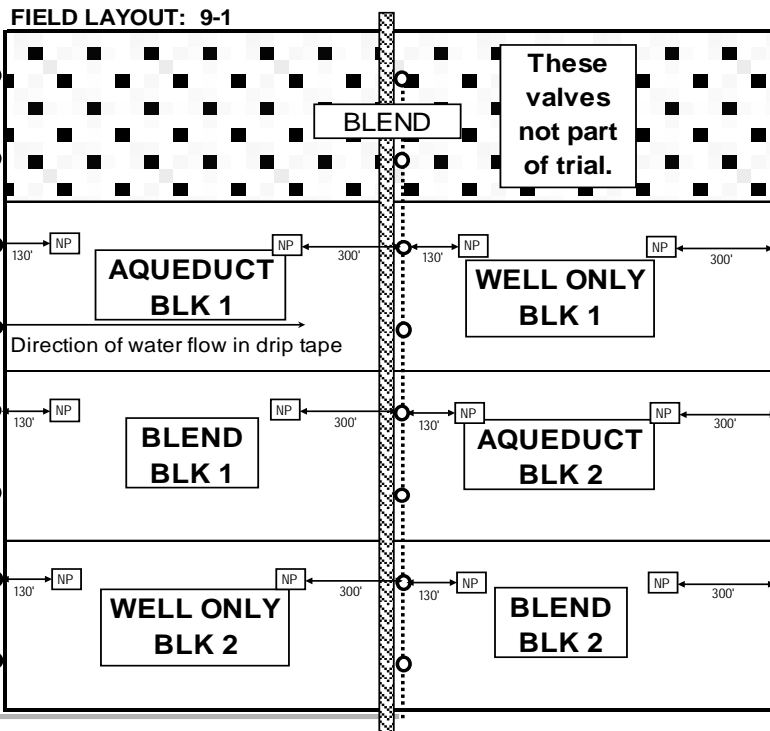 FIELD LAYOUT: 9-1
BLEND
These
valves
not part
of trial.
NP
130'
NP
300'
AQUEDUCT
BLK 1
Direction of water flow in drip tape
130'
NP
NP
300'
WELL ONLY
BLK 1
NP
130'
NP
300'
BLEND
BLK 1
130'
NP
NP
300'
AQUEDUCT
BLK 2
NP
130'
NP
300'
WELL ONLY
BLK 2
130'
NP
NP
300'
BLEND
BLK 2